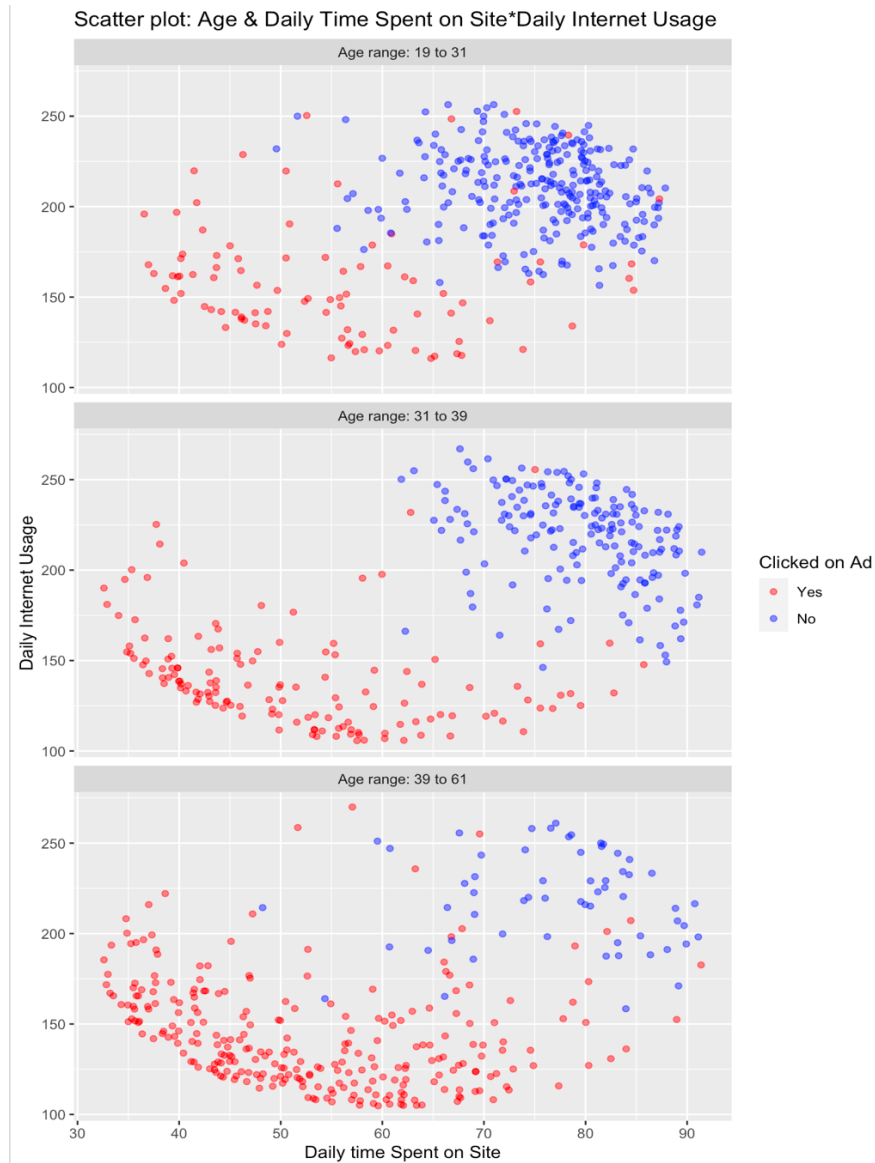 Scatter plot: Age & Daily Time Spent on Site*Daily Internet Usage
Age range: 19 to 31
250
200
150
100
Age range: 31 to 39
250
200
150
100
Daily Internet Usage
Clicked on Ad
Yes
No
Age range: 39 to 61
250
200
150
100
30 40 50 60 70 80 90
Daily time Spent on Site